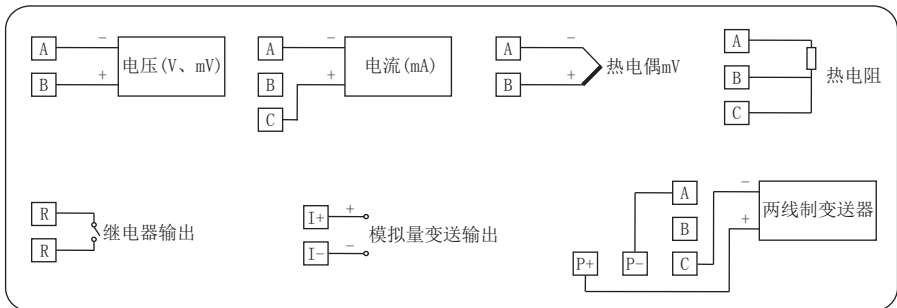 A
−
电压(V、mV)
B
+
A
−
电流(mA)
B
+
C
A
−
热电偶mV
B
+
A
B
热电阻
C
R
继电器输出
R
I+
+
模拟量变送输出
I−
−
A
−
两线制变送器
B
+
P+
P−
C